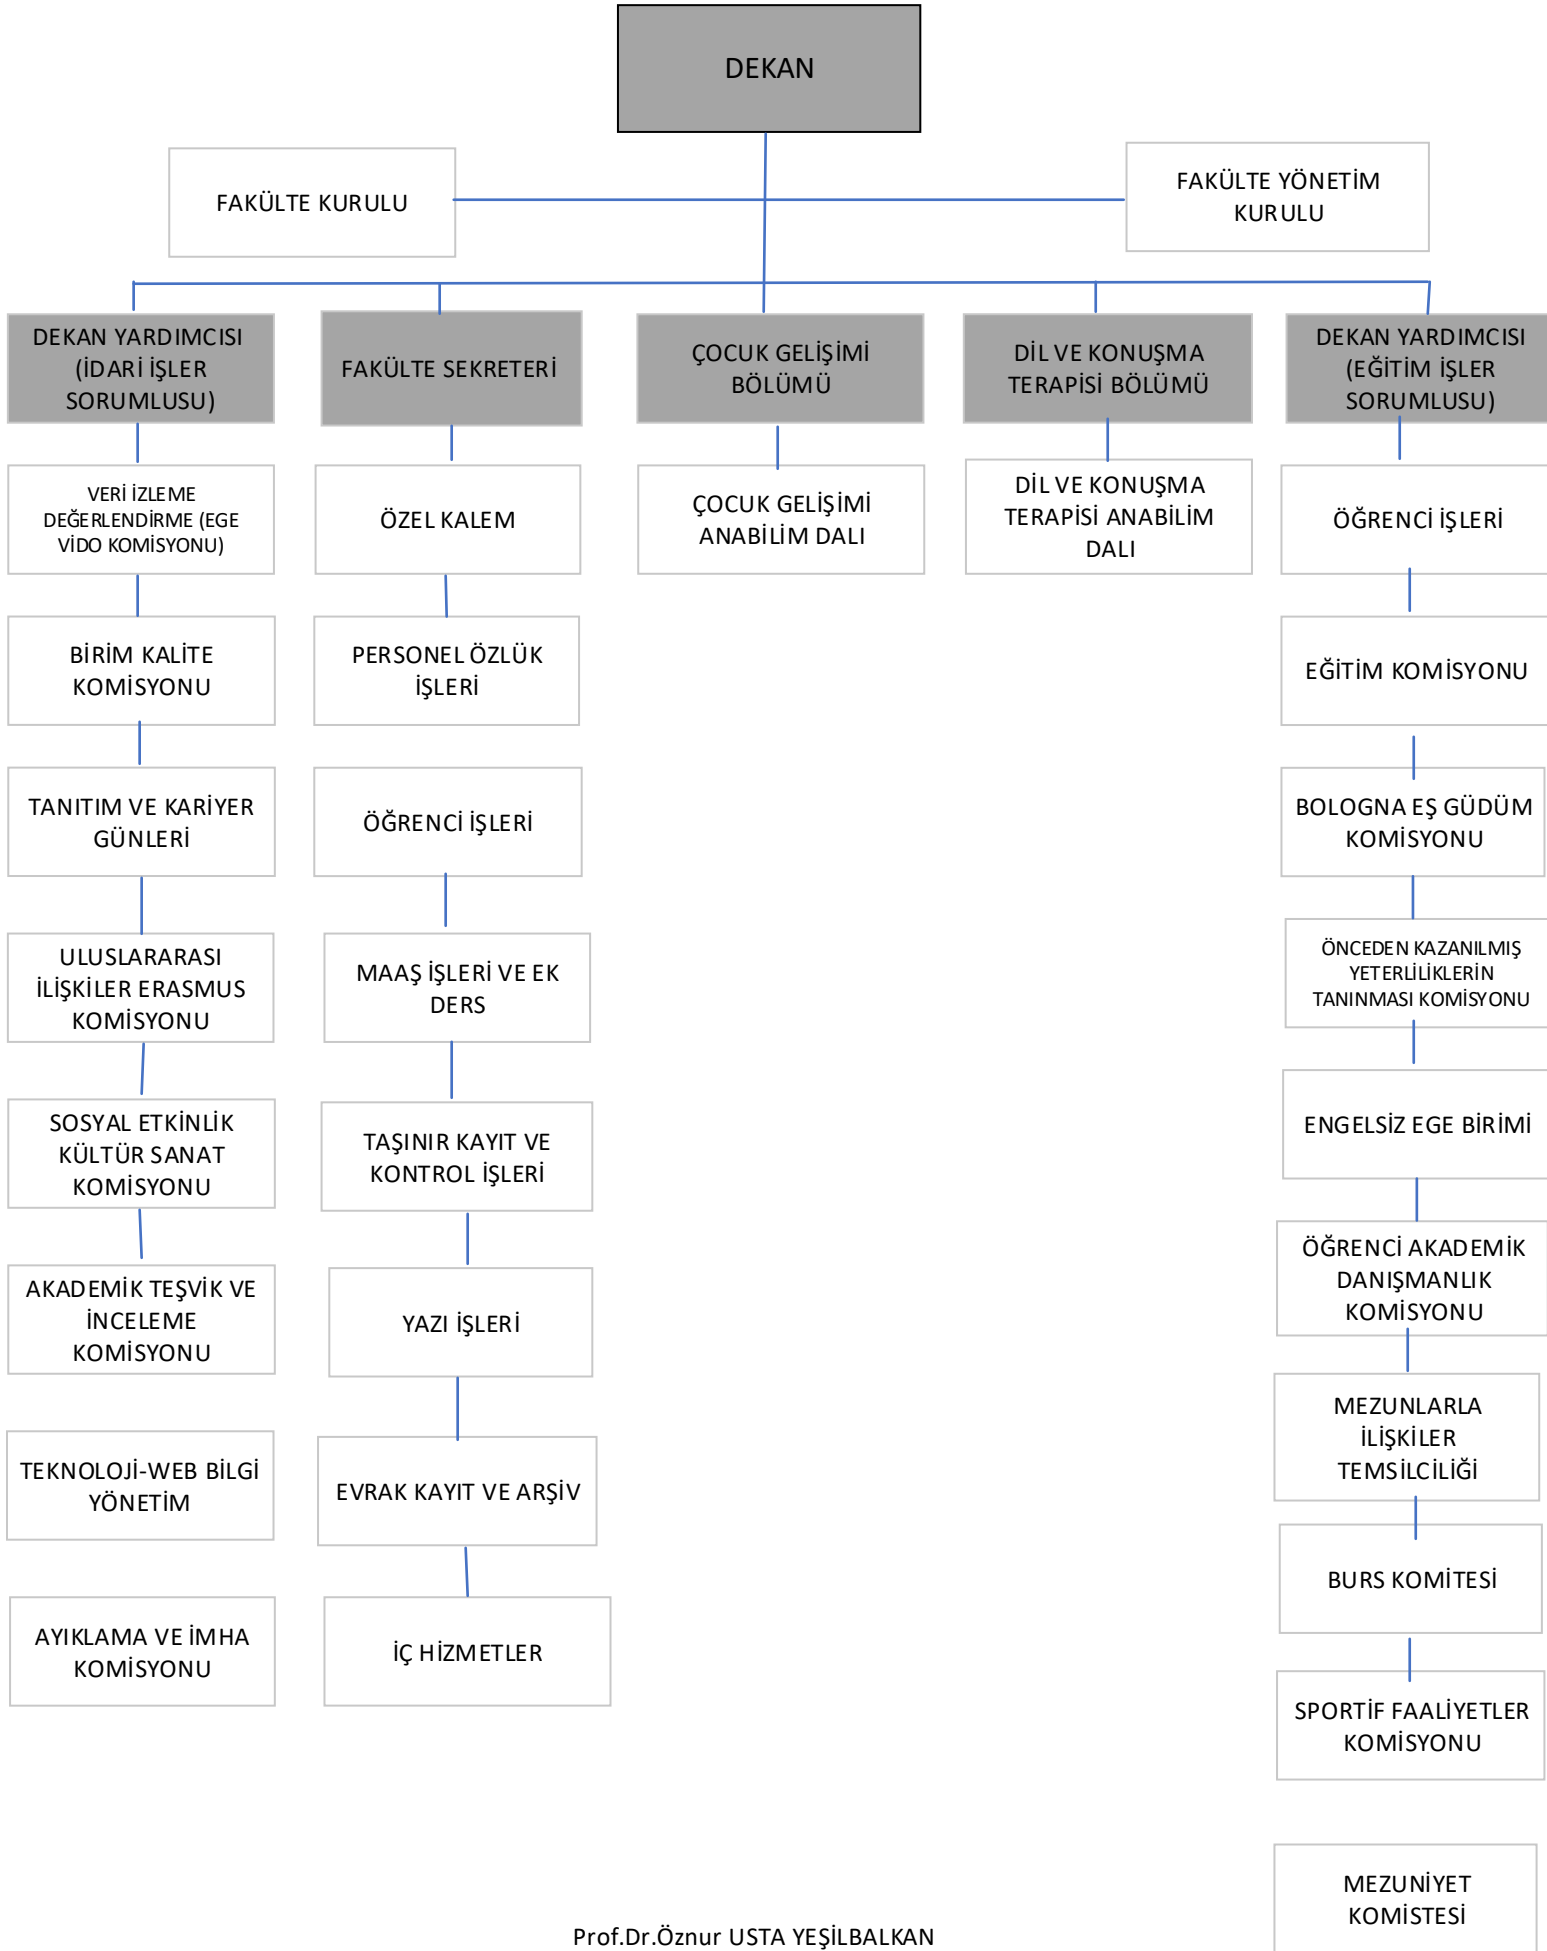 DEKAN
FAKÜLTE KURULU
FAKÜLTE YÖNETİM
KURULU
DEKAN YARDIMCISI
(İDARİ İŞLER
SORUMLUSU)
FAKÜLTE SEKRETERİ
ÇOCUK GELİŞİMİ
BÖLÜMÜ
DİL VE KONUŞMA
TERAPİSİ BÖLÜMÜ
DEKAN YARDIMCISI
(EĞİTİM İŞLER
SORUMLUSU)
VERİ İZLEME
DEĞERLENDİRME (EGE
VİDO KOMİSYONU)
ÖZEL KALEM
ÇOCUK GELİŞİMİ
ANABİLİM DALI
DİL VE KONUŞMA
TERAPİSİ ANABİLİM
DALI
ÖĞRENCİ İŞLERİ
BİRİM KALİTE
KOMİSYONU
PERSONEL ÖZLÜK
İŞLERİ
EĞİTİM KOMİSYONU
TANITIM VE KARİYER
GÜNLERİ
ÖĞRENCİ İŞLERİ
BOLOGNA EŞ GÜDÜM
KOMİSYONU
ULUSLARARASI
İLİŞKİLER ERASMUS
KOMİSYONU
MAAŞ İŞLERİ VE EK
DERS
ÖNCEDEN KAZANILMIŞ
YETERLİLİKLERİN
TANINMASI KOMİSYONU
SOSYAL ETKİNLİK
KÜLTÜR SANAT
KOMİSYONU
TAŞINIR KAYIT VE
KONTROL İŞLERİ
ENGELSİZ EGE BİRİMİ
AKADEMİK TEŞVİK VE
İNCELEME
KOMİSYONU
YAZI İŞLERİ
ÖĞRENCİ AKADEMİK
DANIŞMANLIK
KOMİSYONU
TEKNOLOJİ-WEB BİLGİ
YÖNETİM
EVRAK KAYIT VE ARŞİV
MEZUNLARLA
İLİŞKİLER
TEMSİLCİLİĞİ
AYIKLAMA VE İMHA
KOMİSYONU
İÇ HİZMETLER
BURS KOMİTESİ
SPORTİF FAALİYETLER
KOMİSYONU
MEZUNİYET
KOMİSTESİ
Prof.Dr.Öznur USTA YEŞİLBALKAN